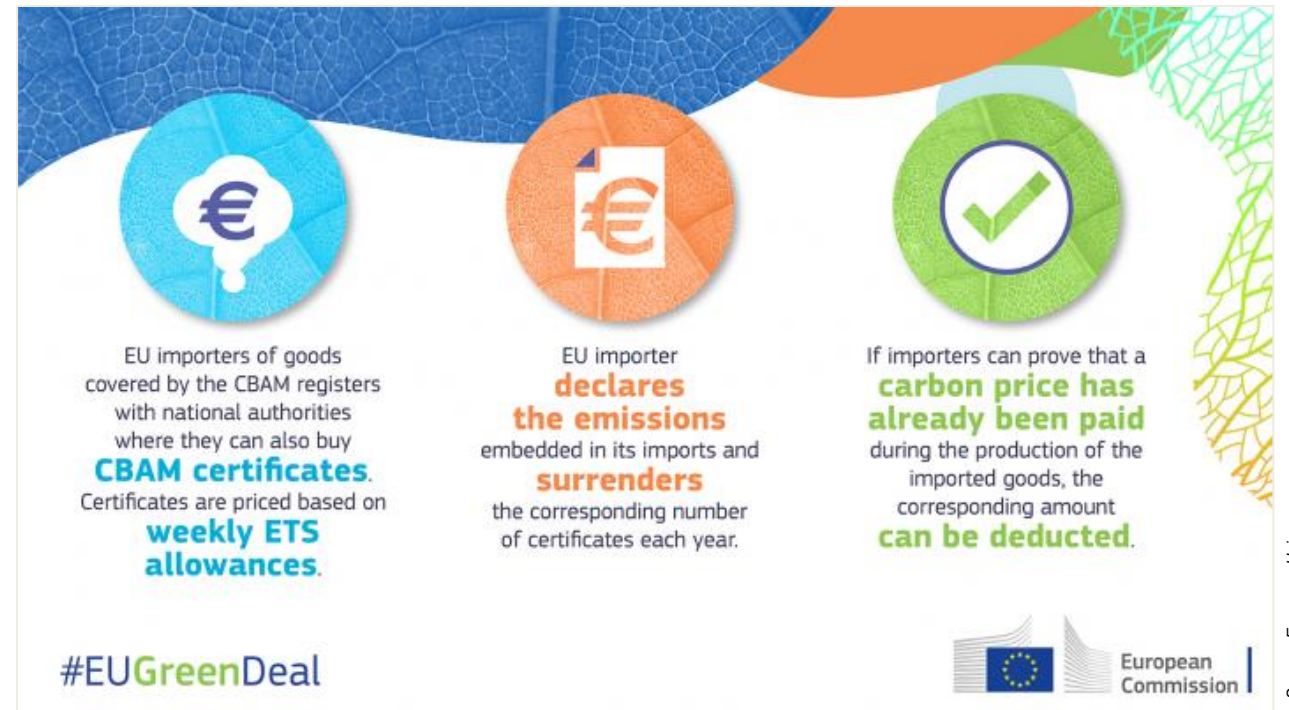 EU importers of goods
covered by the CBAM registers
with national authorities
where they can also buy
CBAM certificates.
Certificates are priced based on
weekly ETS
allowances.
EU importer
declares
the emissions
embedded in its imports and
surrenders
the corresponding number
of certificates each year.
If importers can prove that a
carbon price has
already been paid
during the production of the
imported goods, the
corresponding amount
can be deducted.
#EUGreenDeal
European
Commission